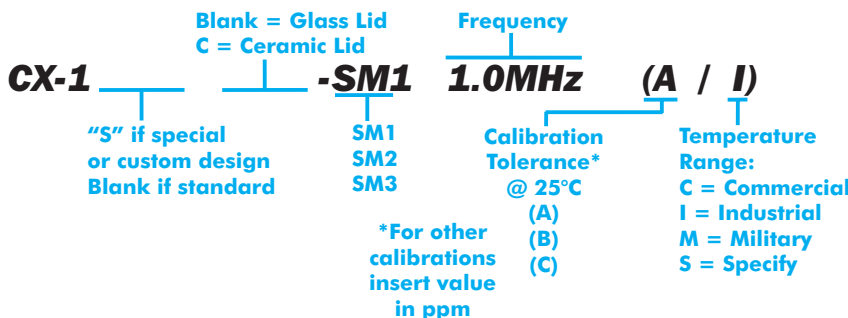 Blank = Glass Lid
C = Ceramic Lid
Frequency
CX-1 -SM1 1.0MHz (A / I)
“S” if special
or custom design
Blank if standard
SM1
SM2
SM3
Calibration
Tolerance*
@ 25°C
(A)
(B)
(C)
*For other
calibrations
insert value
in ppm
Temperature
Range:
C = Commercial
I = Industrial
M = Military
S = Specify